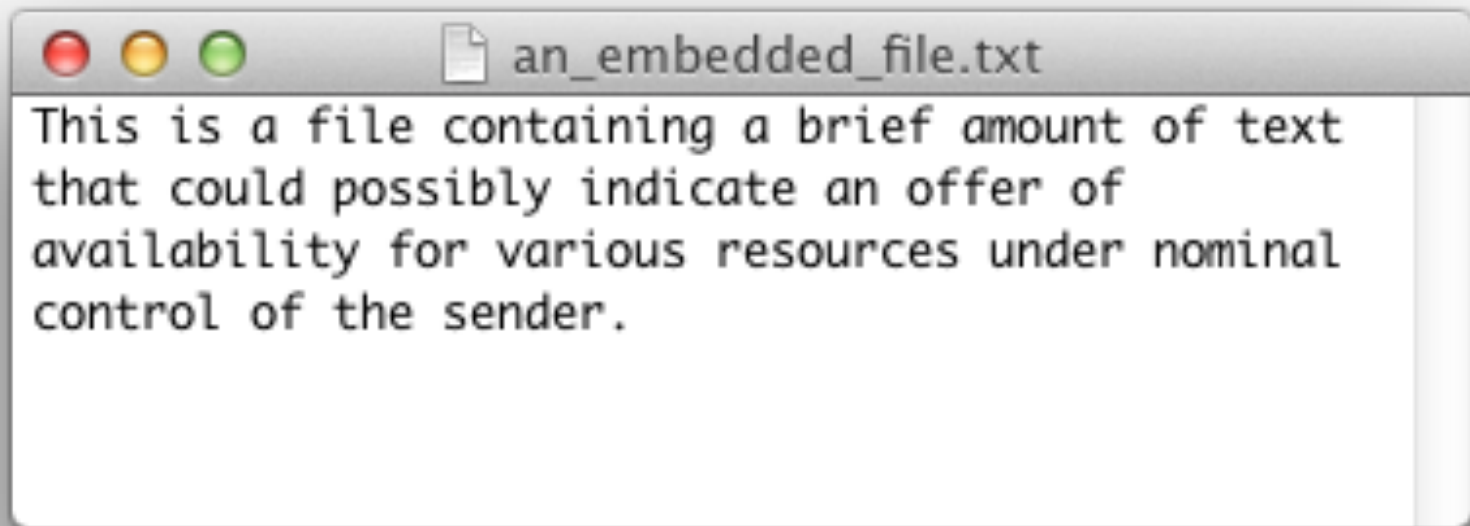 an_embedded_file.txt
This is a file containing a brief amount of text
that could possibly indicate an offer of
availability for various resources under nominal
control of the sender.